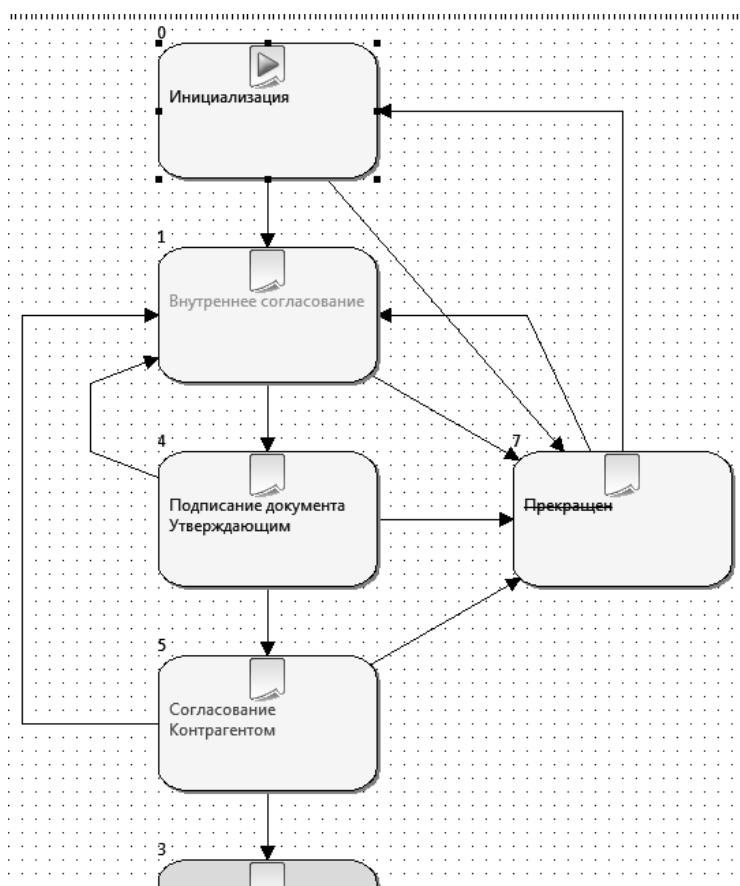 0
Инициализация
1
Внутреннее согласование
4
Подписание документа
Утверждающим
7
Прекращен
5
Согласование
Контрагентом
3